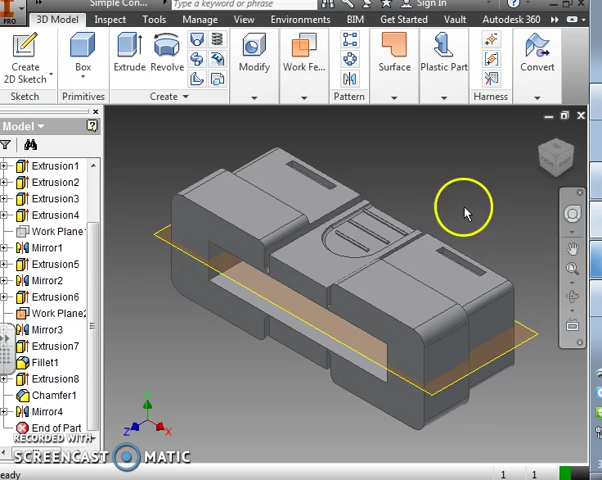 Simple Con...
Type a keyword or phrase
Sign In
PRO
3D Model Inspect Tools Manage View Environments BIM Get Started Vault Autodesk 360
Create
2D Sketch
Box
Extrude
Revolve
Modify
Work Fe...
Surface
Plastic Part
Convert
Sketch
Primitives
Create
Pattern
Harness
Model
Extrusion1
Extrusion2
Extrusion3
Extrusion4
Work Plane
Mirror1
Extrusion5
Mirror2
Extrusion6
Work Plane2
Mirror3
Extrusion7
Fillet1
Extrusion8
Chamfer1
Mirror4
End of Part
Y
Z
X
RECORDED WITH
SCREENCAST MATIC
eady
1 1